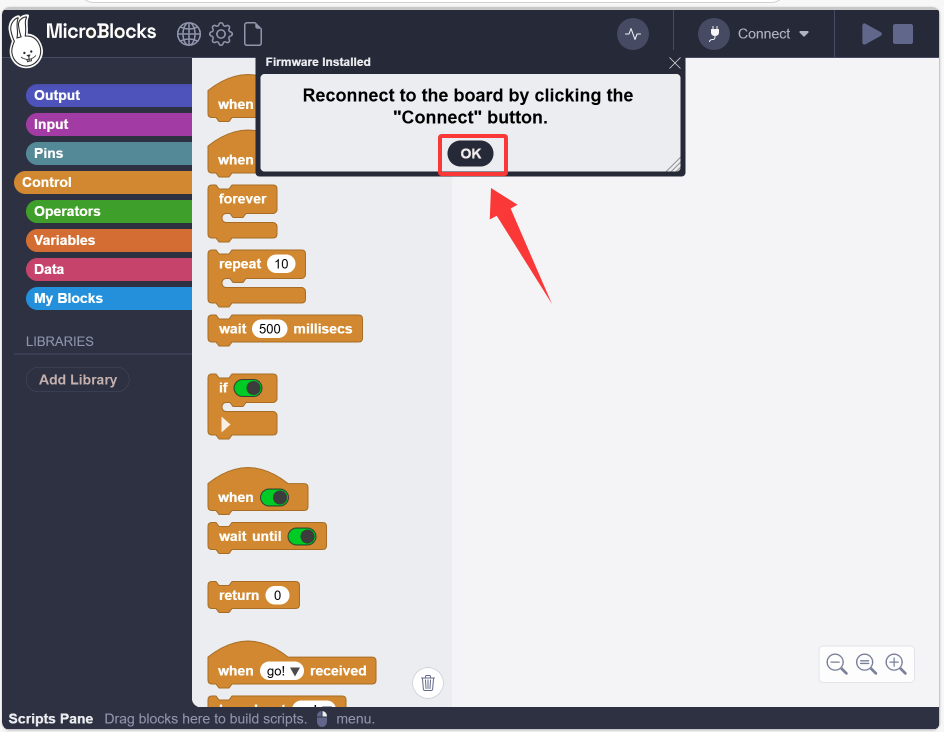 MicroBlocks
Connect
Firmware Installed
Reconnect to the board by clicking the
"Connect" button.
OK
Output
Input
Pins
Control
Operators
Variables
Data
My Blocks
LIBRARIES
Add Library
when
when
forever
repeat 10
wait 500 millisecs
if
when
wait until
return 0
when go! received
Scripts Pane Drag blocks here to build scripts. menu.